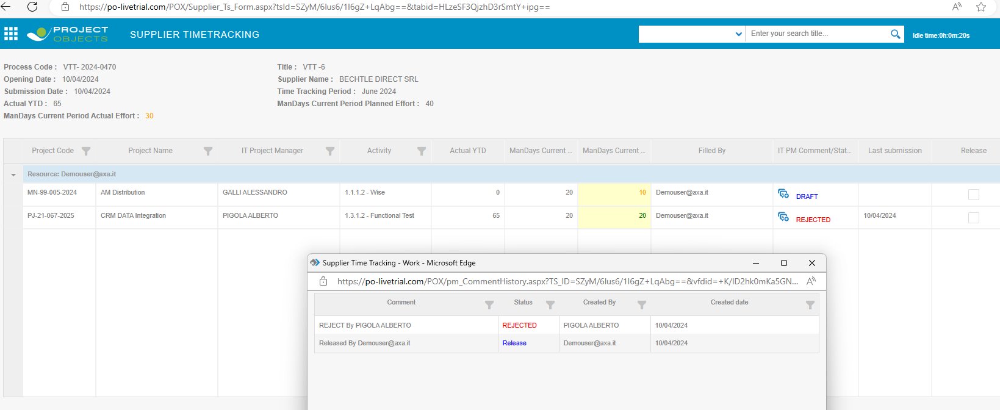 https://po-livetrial.com/POX/Supplier_Ts_Form.aspx?tsId=SZyM/6Ius6/1I6gZ+LqAbg==&tabid=HLzeSF3QjzhD3rSmtY+ipg==
PROJECT OBJECTS SUPPLIER TIMETRACKING Enter your search title... Idle time:0h:0m:20s
Process Code : VTT- 2024-0470 Title : VTT -6
Opening Date : 10/04/2024 Supplier Name : BECHTLE DIRECT SRL
Submission Date : 10/04/2024 Time Tracking Period : June 2024
Actual YTD : 65 ManDays Current Period Planned Effort : 40
ManDays Current Period Actual Effort : 30
Project Code Project Name IT Project Manager Activity Actual YTD ManDays Current ... ManDays Current ... Filled By IT PM Comment/Stat... Last submission Release
Resource: Demouser@axa.it
MN-99-005-2024 AM Distribution GALLI ALESSANDRO 1.1.1.2 - Wise 0 20 10 Demouser@axa.it DRAFT
PJ-21-067-2025 CRM DATA Integration PIGOLA ALBERTO 1.3.1.2 - Functional Test 65 20 20 Demouser@axa.it REJECTED 10/04/2024
Supplier Time Tracking - Work - Microsoft Edge
https://po-livetrial.com/POX/pm_CommentHistory.aspx?TS_ID=SZyM/6Ius6/1I6gZ+LqAbg==&vfdid=+K/ID2hk0mKa5GN...
Comment Status Created By Created date
REJECT By PIGOLA ALBERTO REJECTED PIGOLA ALBERTO 10/04/2024
Released By Demouser@axa.it Release Demouser@axa.it 10/04/2024